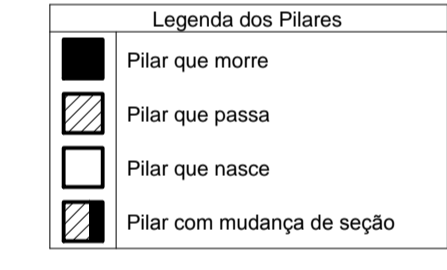 Legenda dos Pilares
Pilar que morre
Pilar que passa
Pilar que nasce
Pilar com mudança de seção